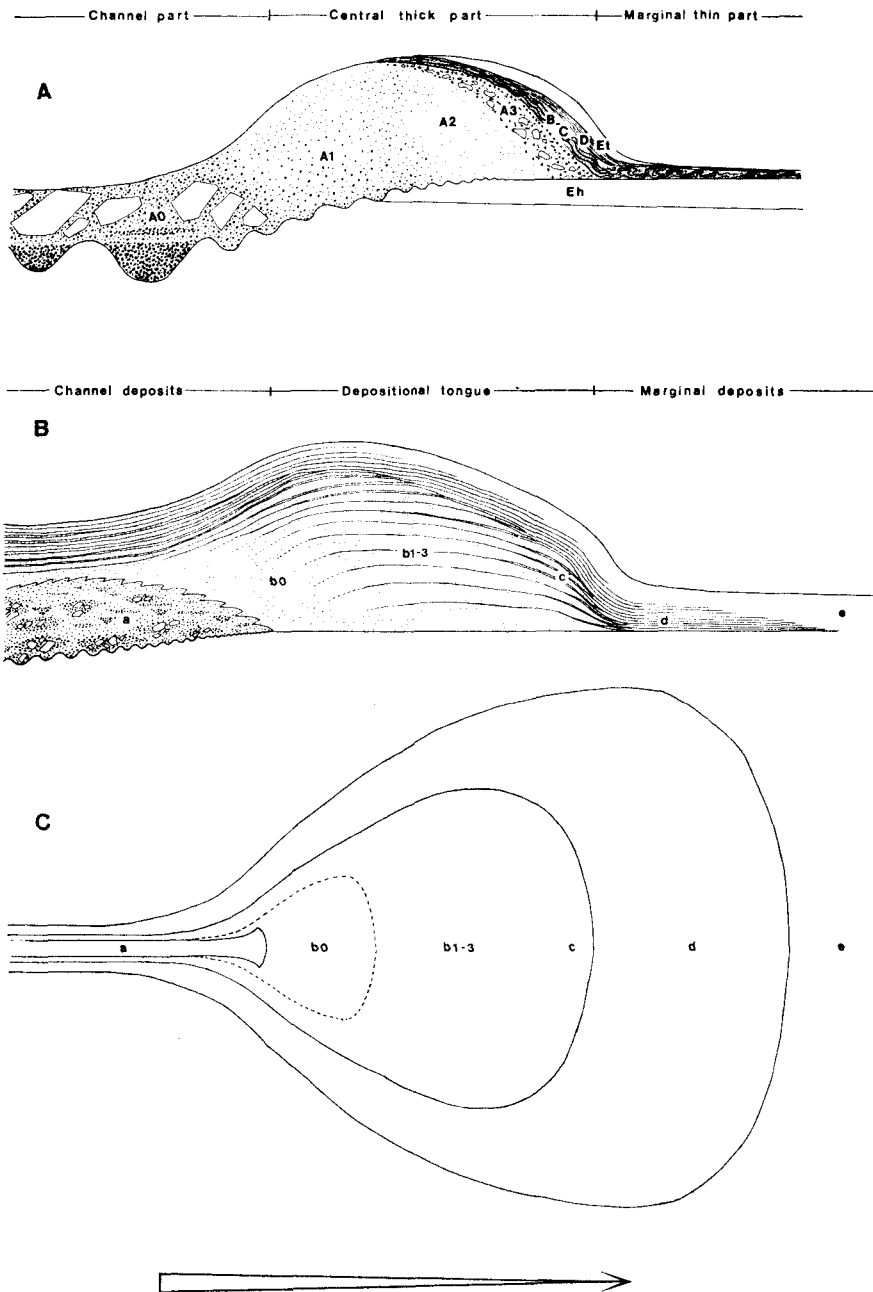 Channel part Central thick part Marginal thin part
A
A3
A2
B
C
D
Et
A1
Eh
A0
Channel deposits Depositional tongue Marginal deposits
B
b1-3
b0
c
a
d
e
C
a b0 b1-3 c d e